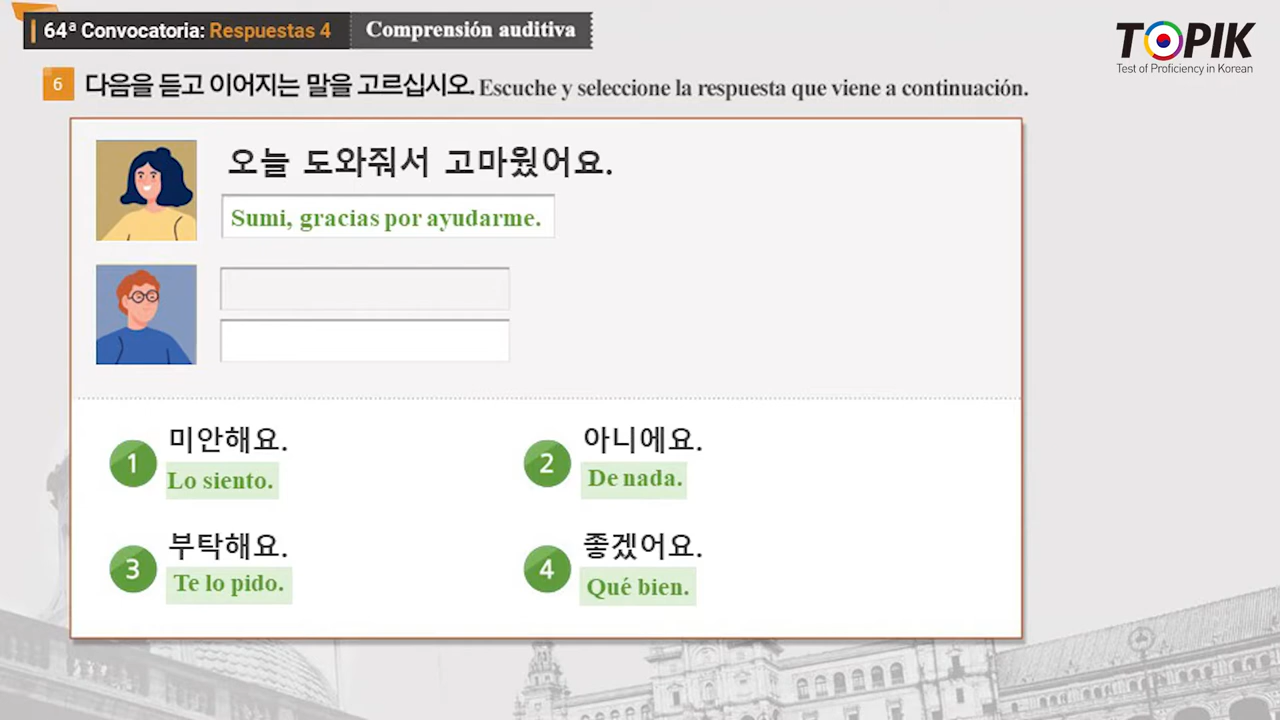 64ª Convocatoria: Respuestas 4 Comprensión auditiva
TOPIK
Test of Proficiency in Korean
6 다음을 듣고 이어지는 말을 고르십시오. Escuche y seleccione la respuesta que viene a continuación.
오늘 도와줘서 고마웠어요.
Sumi, gracias por ayudarme.
1 미안해요.
Lo siento.
2 아니에요.
De nada.
3 부탁해요.
Te lo pido.
4 좋겠어요.
Qué bien.